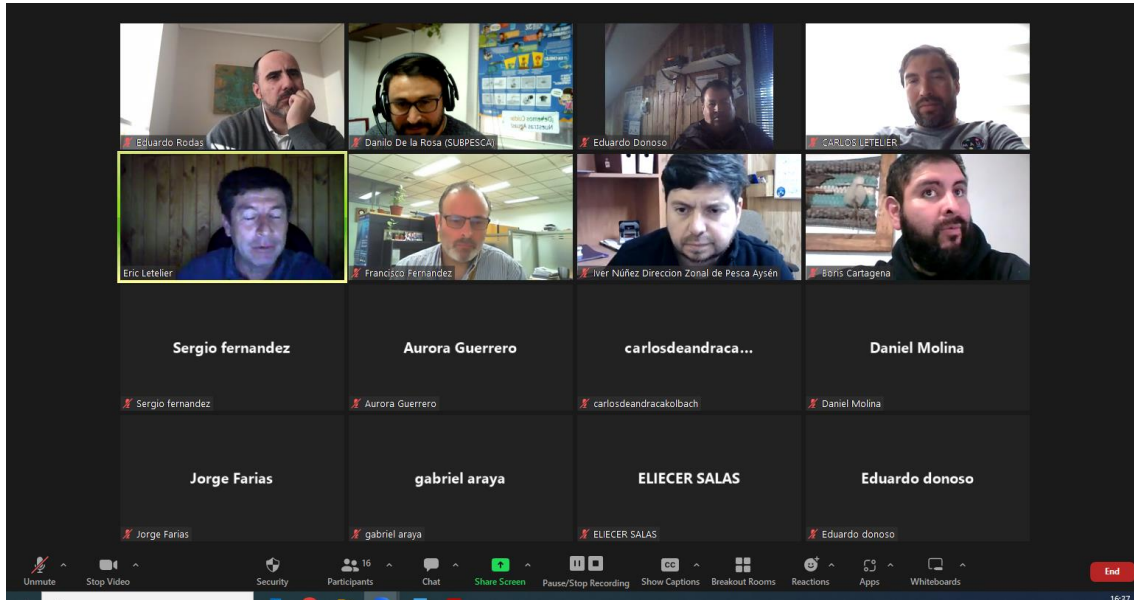 Eduardo Rodas
Danilo De la Rosa (SUBPESCA)
Eduardo Donoso
CARLOS LETELIER
Eric Letelier
Francisco Fernandez
Iver Núñez Direccion Zonal de Pesca Aysén
Boris Cartagena
Sergio fernandez
Aurora Guerrero
carlosdeandraca...
Daniel Molina
Sergio fernandez
Aurora Guerrero
carlosdeandracakolbach
Daniel Molina
Jorge Farias
gabriel araya
ELIECER SALAS
Eduardo donoso
Jorge Farias
gabriel araya
ELIECER SALAS
Eduardo donoso
Unmute
Stop Video
Security
16
Participants
Chat
Share Screen
Pause/Stop Recording
CC
Show Captions
Breakout Rooms
Reactions
Apps
Whiteboards
End
16:37